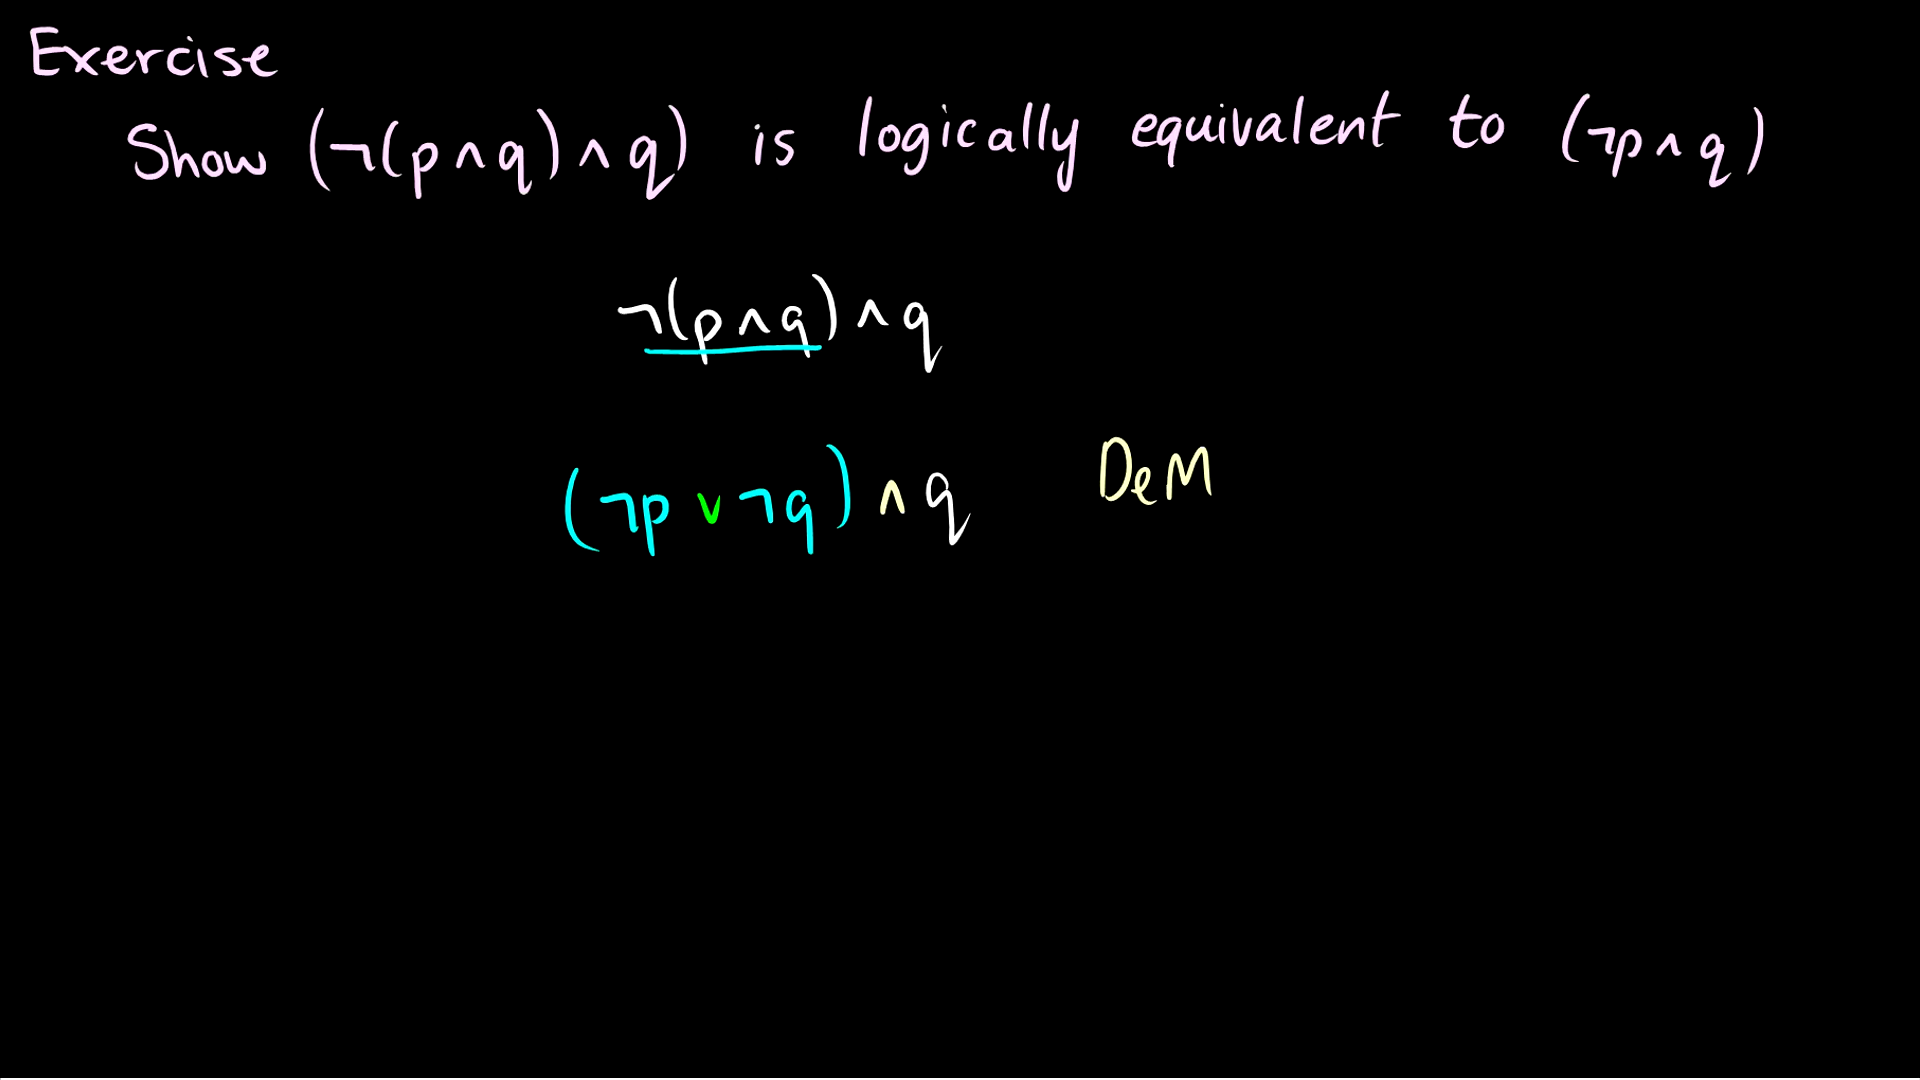 Exercise
Show (¬(p∧q)∧q) is logically equivalent to (¬p∧q)
¬(p∧q)∧q
(¬p∨¬q)∧q DeM